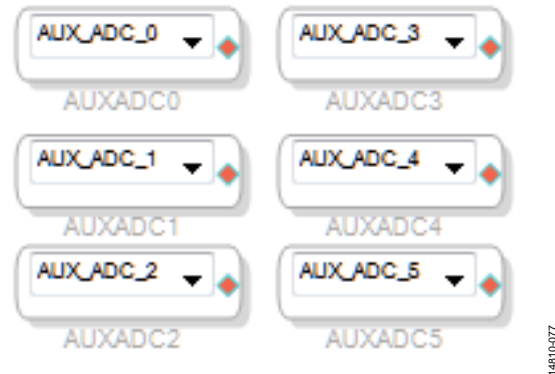 AUX_ADC_0
AUXADC0
AUX_ADC_3
AUXADC3
AUX_ADC_1
AUXADC1
AUX_ADC_4
AUXADC4
AUX_ADC_2
AUXADC2
AUX_ADC_5
AUXADC5
14810-077